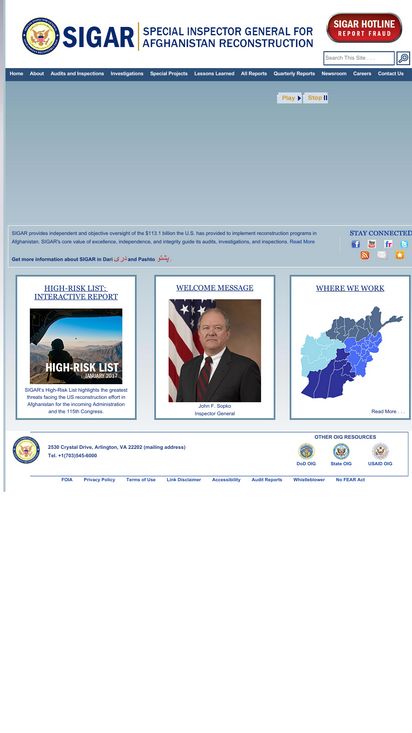 SIGAR
SPECIAL INSPECTOR GENERAL FOR
AFGHANISTAN RECONSTRUCTION
SIGAR HOTLINE
REPORT FRAUD
Search This Site . . .
Home About Audits and Inspections Investigations Special Projects Lessons Learned All Reports Quarterly Reports Newsroom Careers Contact Us
Play Stop
SIGAR provides independent and objective oversight of the $113.1 billion the U.S. has provided to implement reconstruction programs in
Afghanistan. SIGAR's core value of excellence, independence, and integrity guide its audits, investigations, and inspections. Read More
Get more information about SIGAR in Dari دری and Pashto پښتو.
STAY CONNECTED
HIGH-RISK LIST:
INTERACTIVE REPORT
HIGH-RISK LIST
JANUARY 2017
SIGAR's High-Risk List highlights the greatest
threats facing the US reconstruction effort in
Afghanistan for the incoming Administration
and the 115th Congress.
WELCOME MESSAGE
John F. Sopko
Inspector General
WHERE WE WORK
Read More . . .
2530 Crystal Drive, Arlington, VA 22202 (mailing address)
Tel. +1(703)545-6000
OTHER OIG RESOURCES
DoD OIG State OIG USAID OIG
FOIA Privacy Policy Terms of Use Link Disclaimer Accessibility Audit Reports Whistleblower No FEAR Act